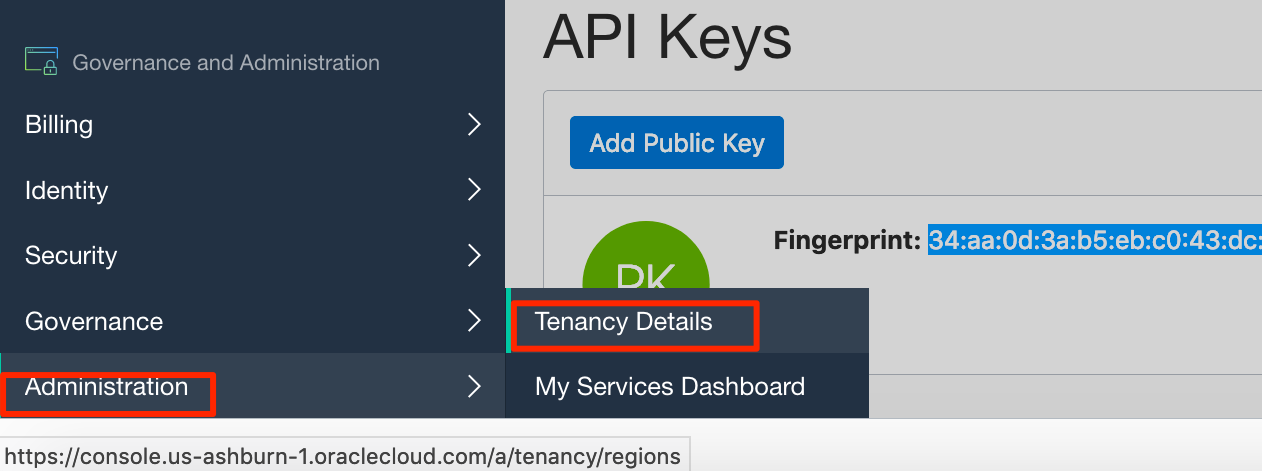 API Keys
Governance and Administration
Billing
Add Public Key
Identity
Security
Fingerprint: 34:aa:0d:3a:b5:eb:c0:43:dc:
PK
Governance
Tenancy Details
Administration
My Services Dashboard
https://console.us-ashburn-1.oraclecloud.com/a/tenancy/regions